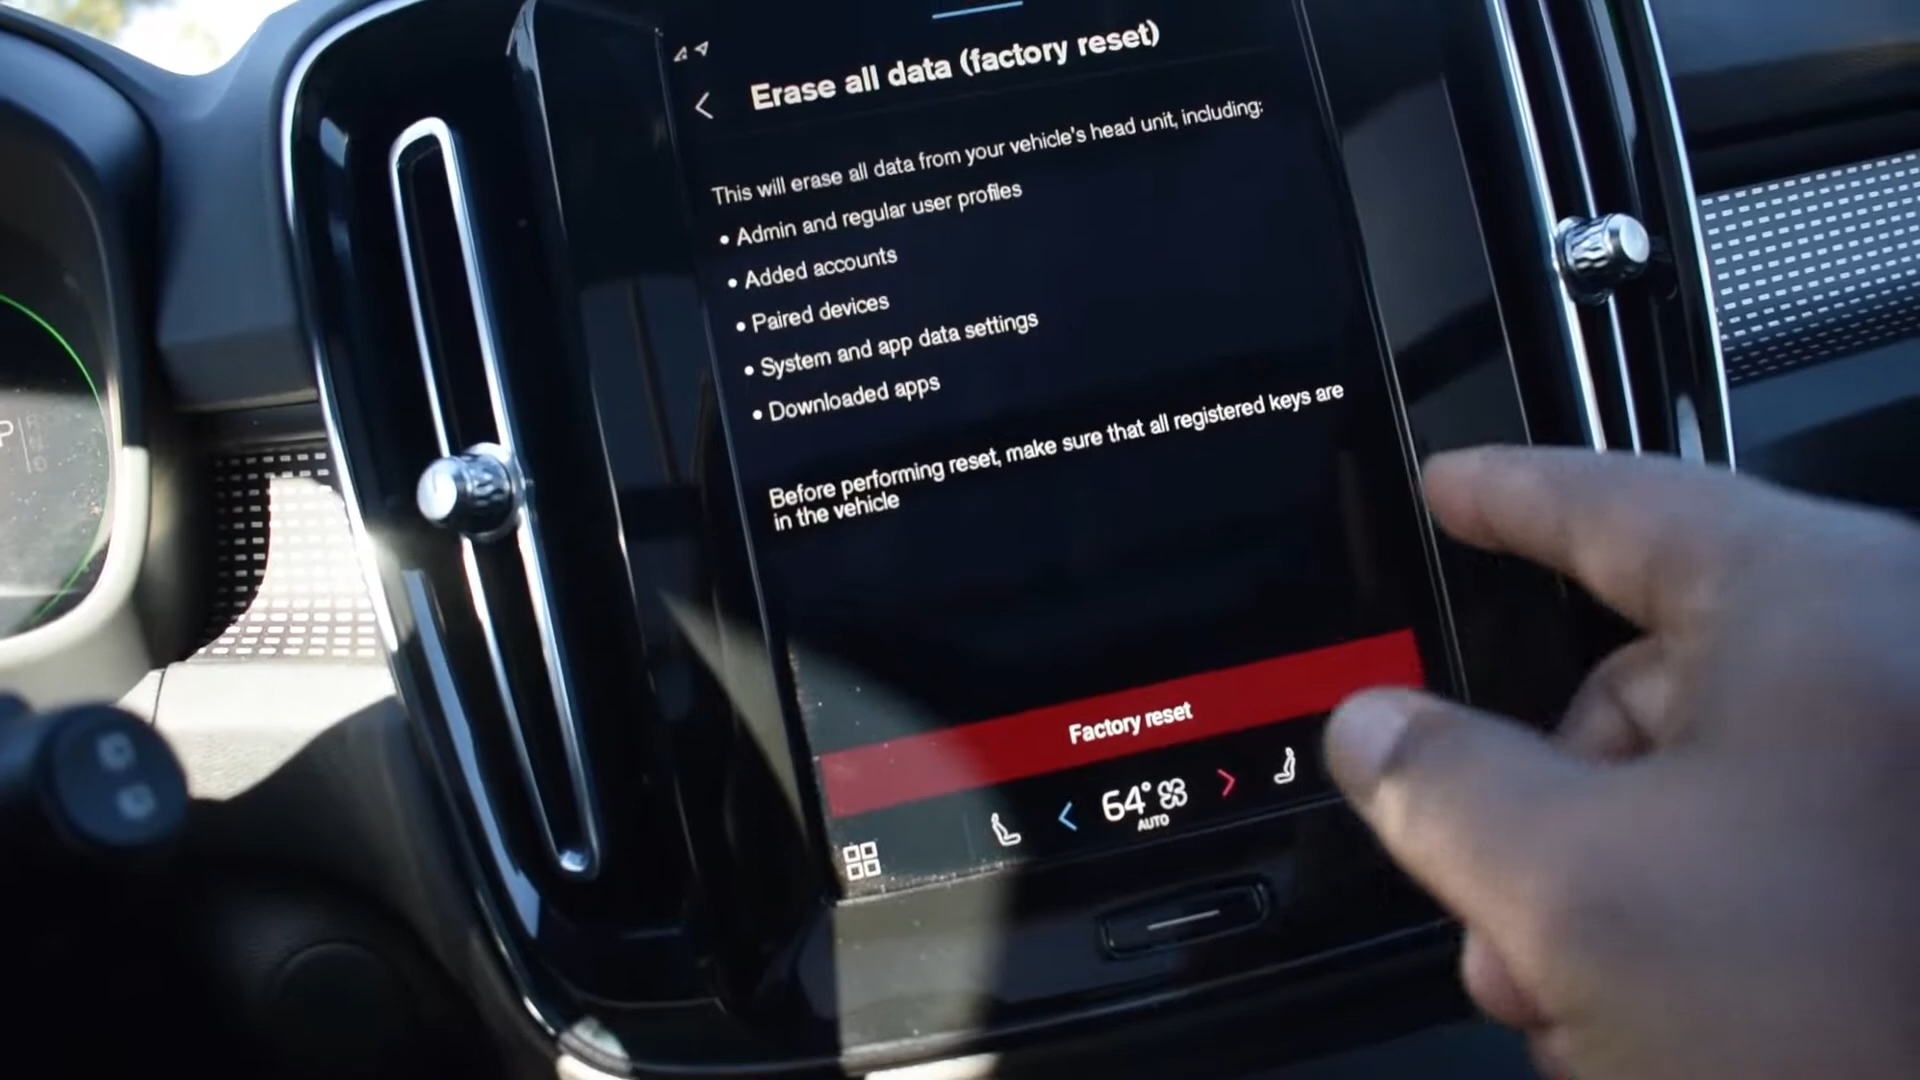 Erase all data (factory reset)
This will erase all data from your vehicle's head unit, including:
• Admin and regular user profiles
• Added accounts
• Paired devices
• System and app data settings
• Downloaded apps
Before performing reset, make sure that all registered keys are
in the vehicle
Factory reset
64°
AUTO